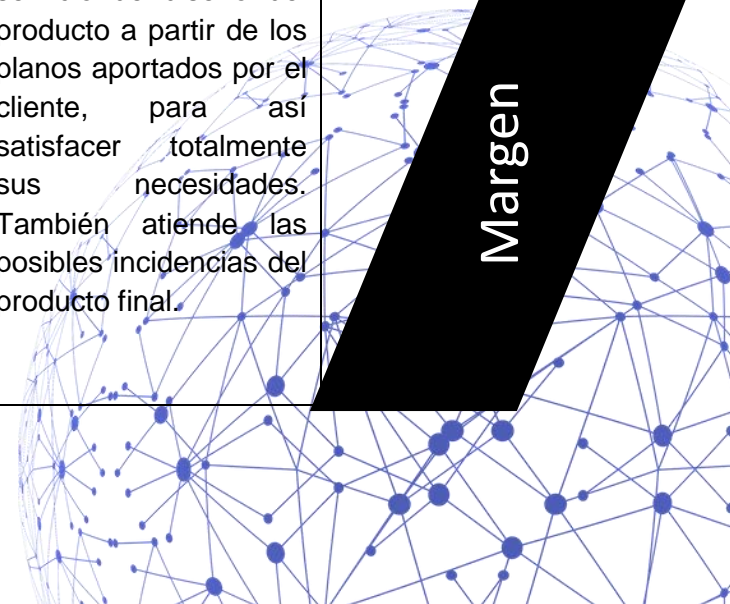 producto a partir de los
planos aportados por el
cliente, para así
satisfacer totalmente
sus necesidades.
También atiende las
posibles incidencias del
producto final.
Margen